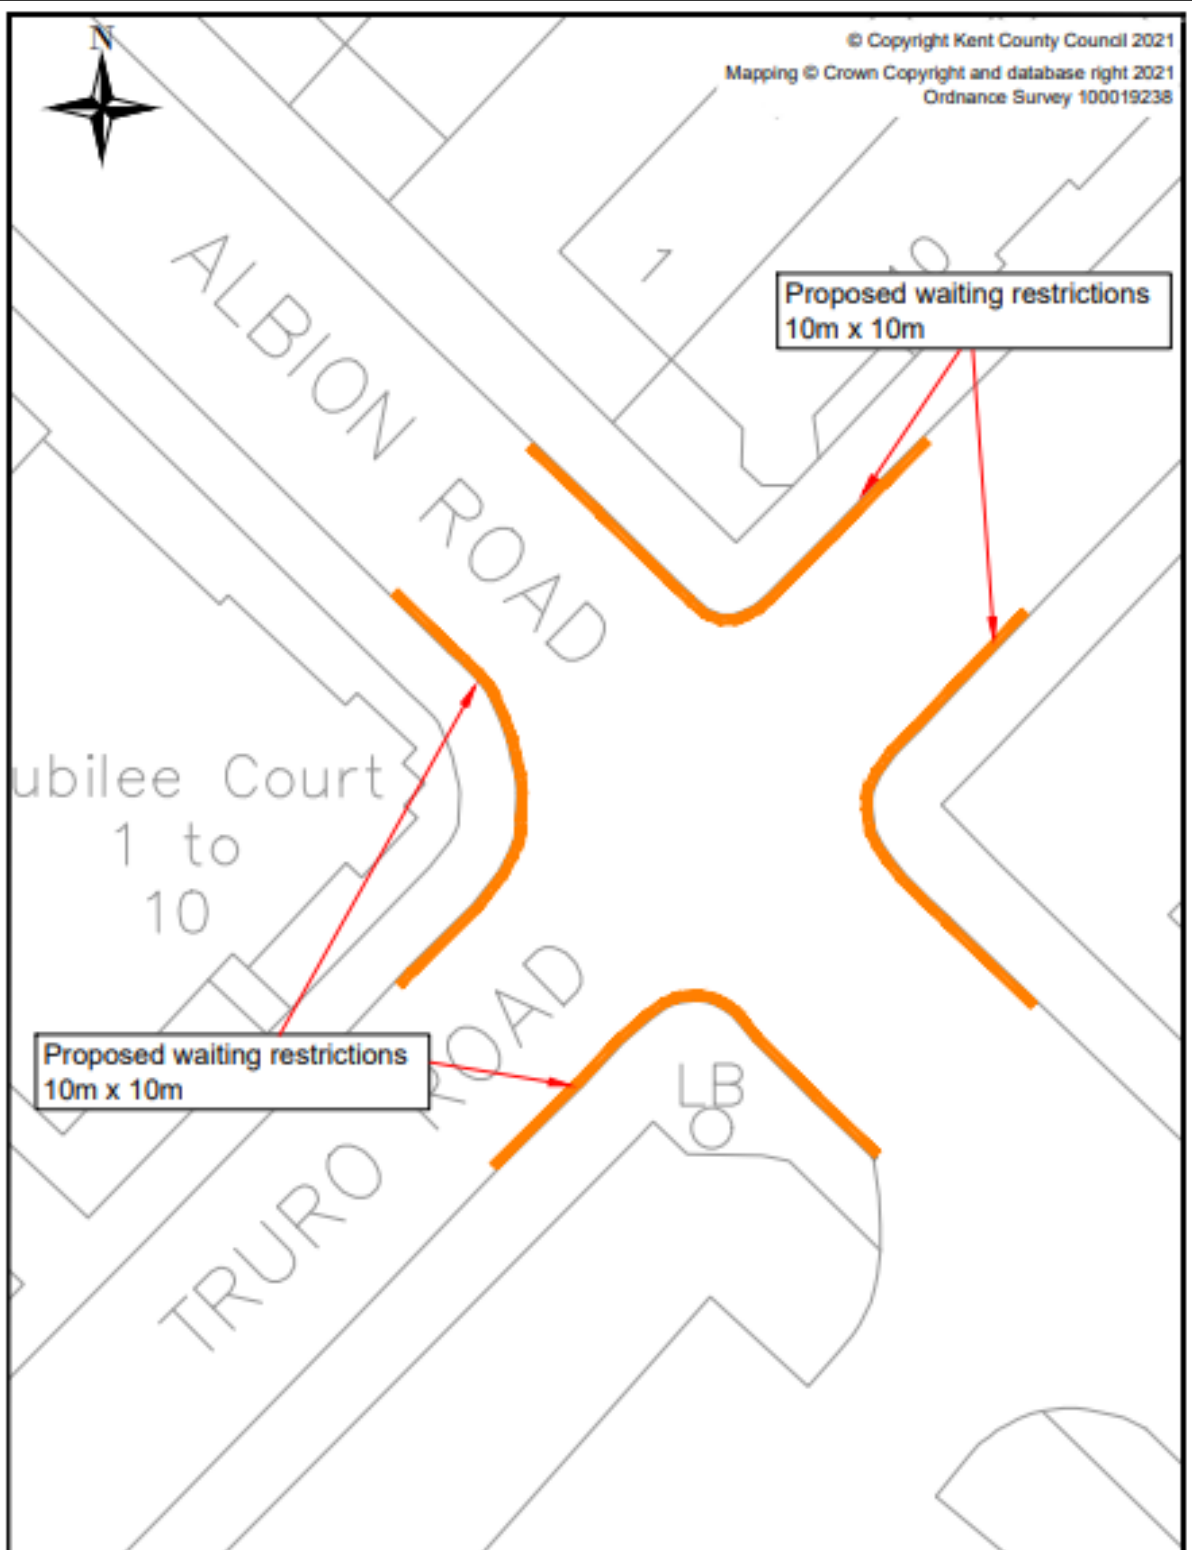 N
© Copyright Kent County Council 2021
Mapping © Crown Copyright and database right 2021
Ordnance Survey 100019238
ALBION ROAD
1
Proposed waiting restrictions
10m x 10m
ubilee Court
1 to
10
Proposed waiting restrictions
10m x 10m
TRURO ROAD
LB